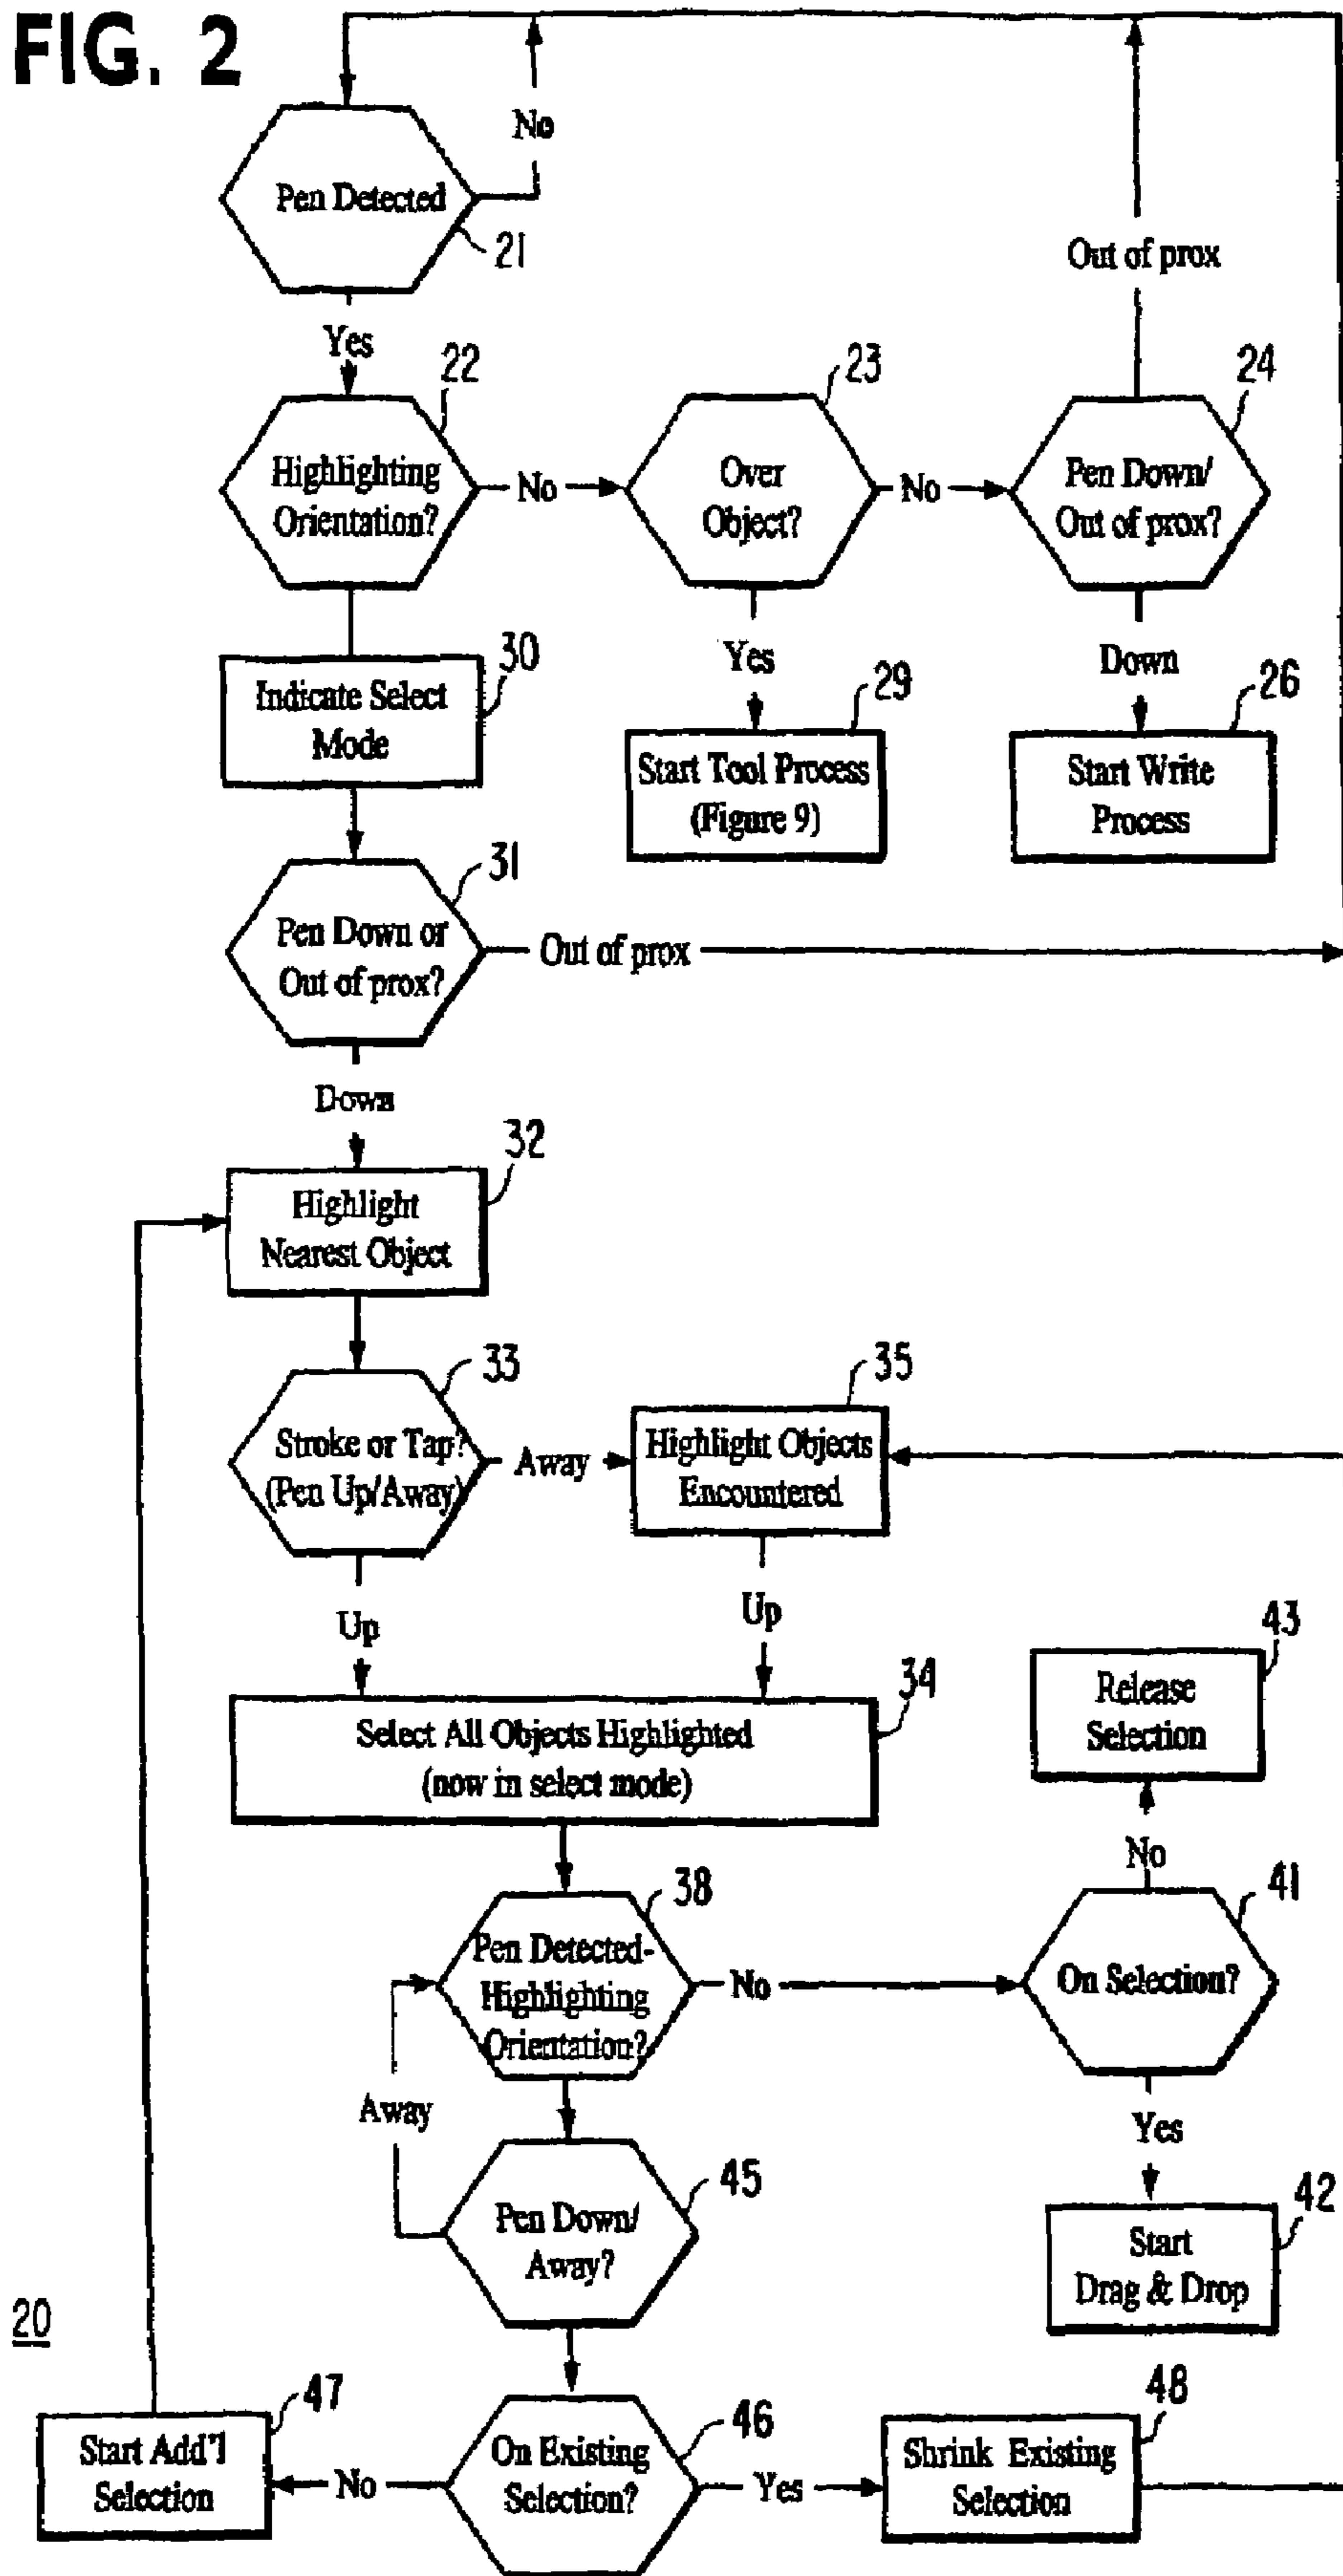 FIG. 2
No
Pen Detected
21
Out of prox
Yes
22
23
24
Highlighting
Orientation?
No
Over
Object?
No
Pen Down/
Out of prox?
Yes
Down
30
Indicate Select
Mode
29
Start Tool Process
(Figure 9)
26
Start Write
Process
31
Pen Down or
Out of prox?
Out of prox
Down
32
Highlight
Nearest Object
33
Stroke or Tap?
(Pen Up/Away)
Away
35
Highlight Objects
Encountered
Up
Up
43
Release
Selection
34
Select All Objects Highlighted
(now in select mode)
No
38
Pen Detected-
Highlighting
Orientation?
No
41
On Selection?
Away
Yes
45
Pen Down/
Away?
42
Start
Drag & Drop
20
47
Start Add'l
Selection
No
46
On Existing
Selection?
Yes
48
Shrink Existing
Selection